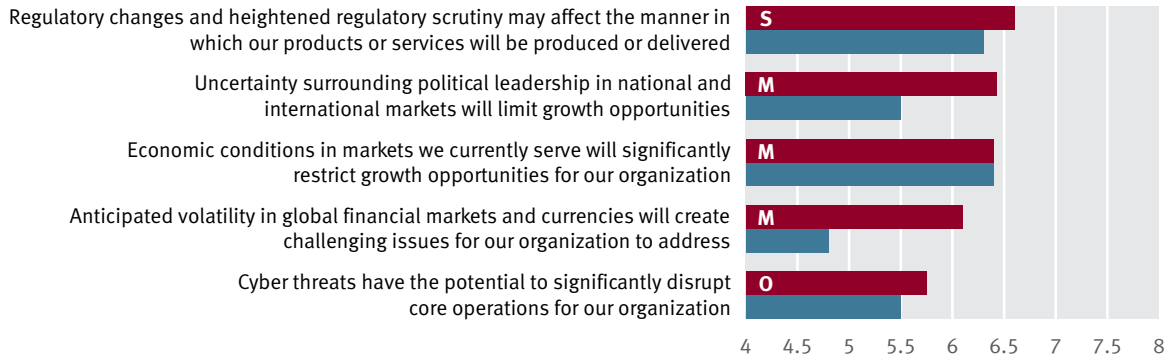 Regulatory changes and heightened regulatory scrutiny may affect the manner in
which our products or services will be produced or delivered
S
Uncertainty surrounding political leadership in national and
international markets will limit growth opportunities
M
Economic conditions in markets we currently serve will significantly
restrict growth opportunities for our organization
M
Anticipated volatility in global financial markets and currencies will create
challenging issues for our organization to address
M
Cyber threats have the potential to significantly disrupt
core operations for our organization
O
4 4.5 5 5.5 6 6.5 7 7.5 8